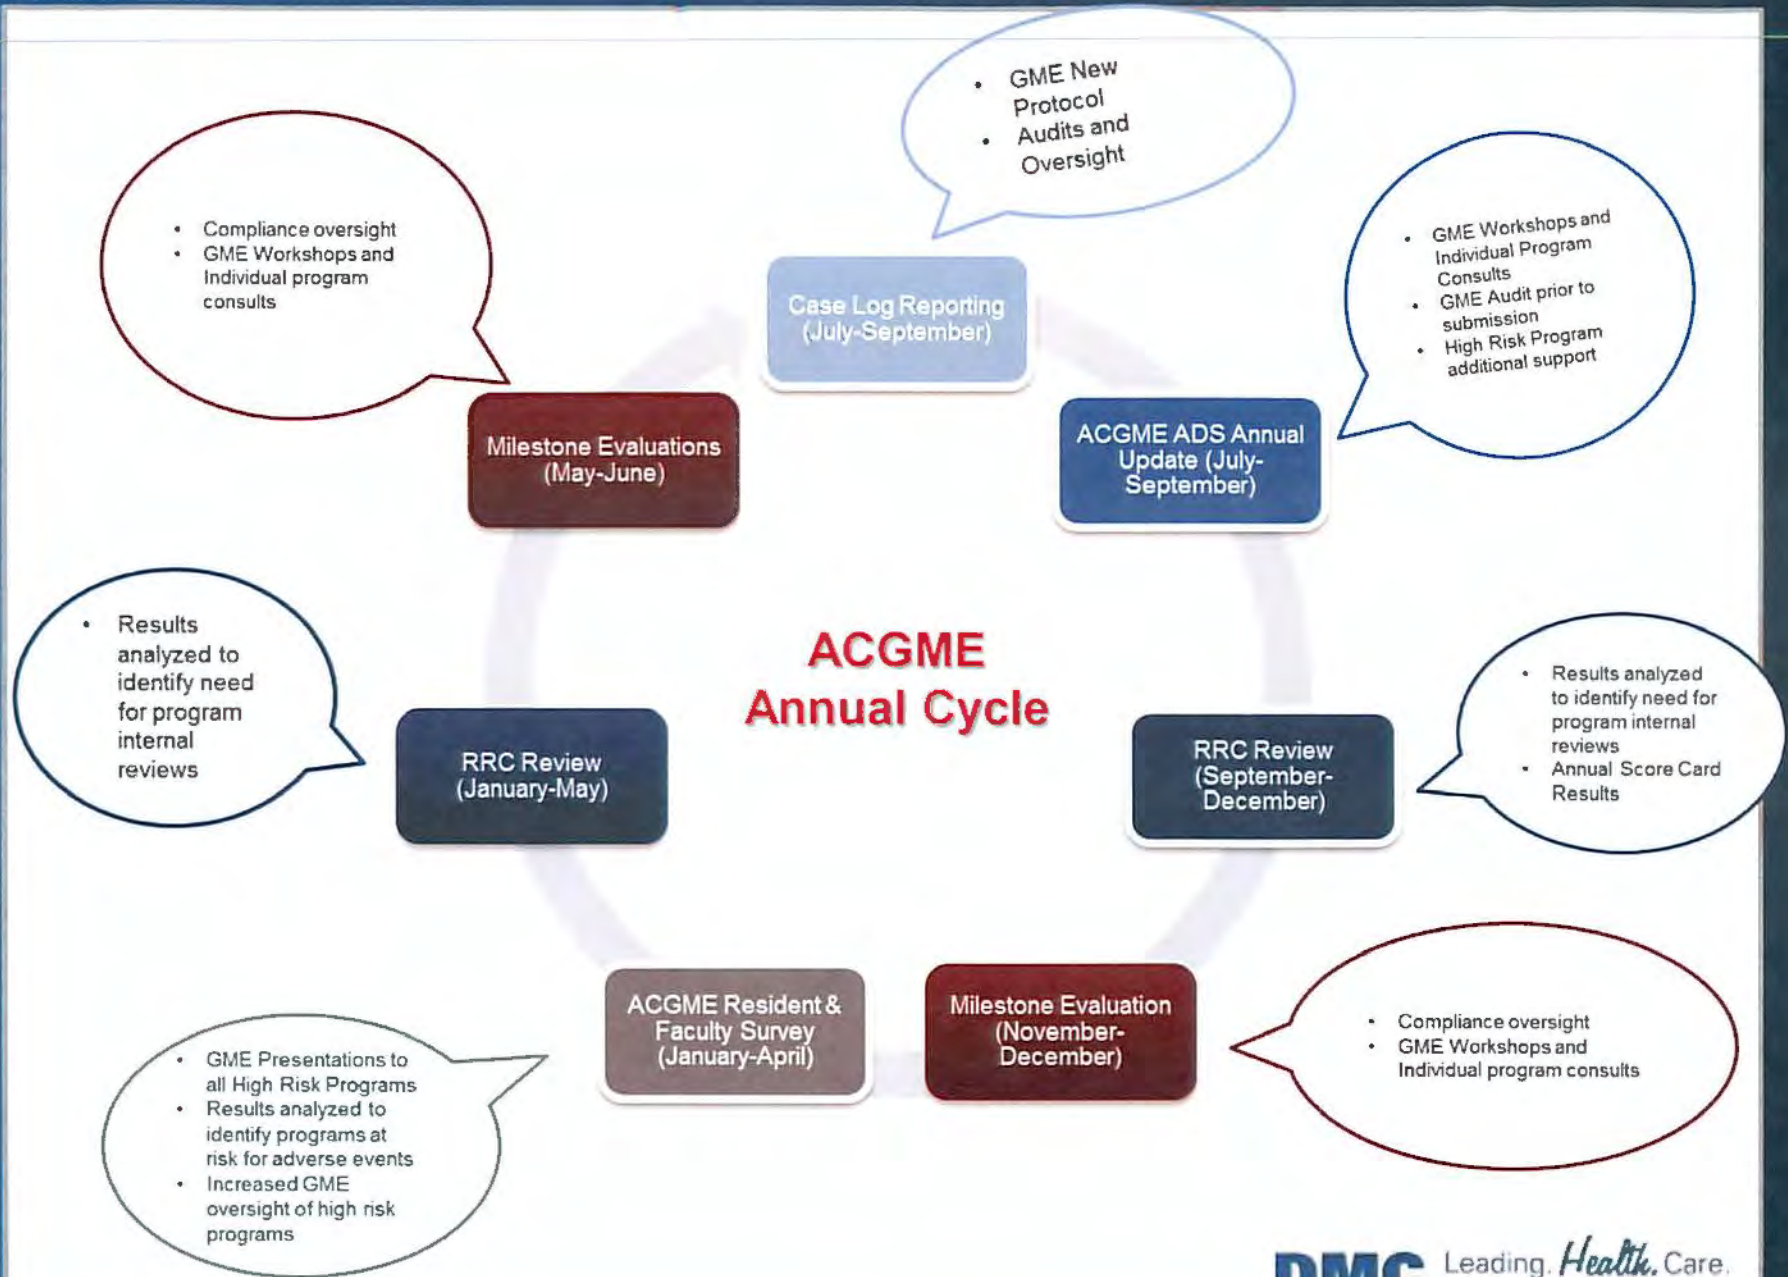 • GME New
Protocol
• Audits and
Oversight
• Compliance oversight
• GME Workshops and
Individual program
consults
• GME Workshops and
Individual Program
Consults
• GME Audit prior to
submission
• High Risk Program
additional support
Case Log Reporting
(July-September)
Milestone Evaluations
(May-June)
ACGME ADS Annual
Update (July-
September)
• Results
analyzed to
identify need
for program
internal
reviews
ACGME
Annual Cycle
• Results analyzed
to identify need for
program internal
reviews
• Annual Score Card
Results
RRC Review
(January-May)
RRC Review
(September-
December)
ACGME Resident &
Faculty Survey
(January-April)
Milestone Evaluation
(November-
December)
• Compliance oversight
• GME Workshops and
Individual program consults
• GME Presentations to
all High Risk Programs
• Results analyzed to
identify programs at
risk for adverse events
• Increased GME
oversight of high risk
programs
DMC Leading. Health. Care.